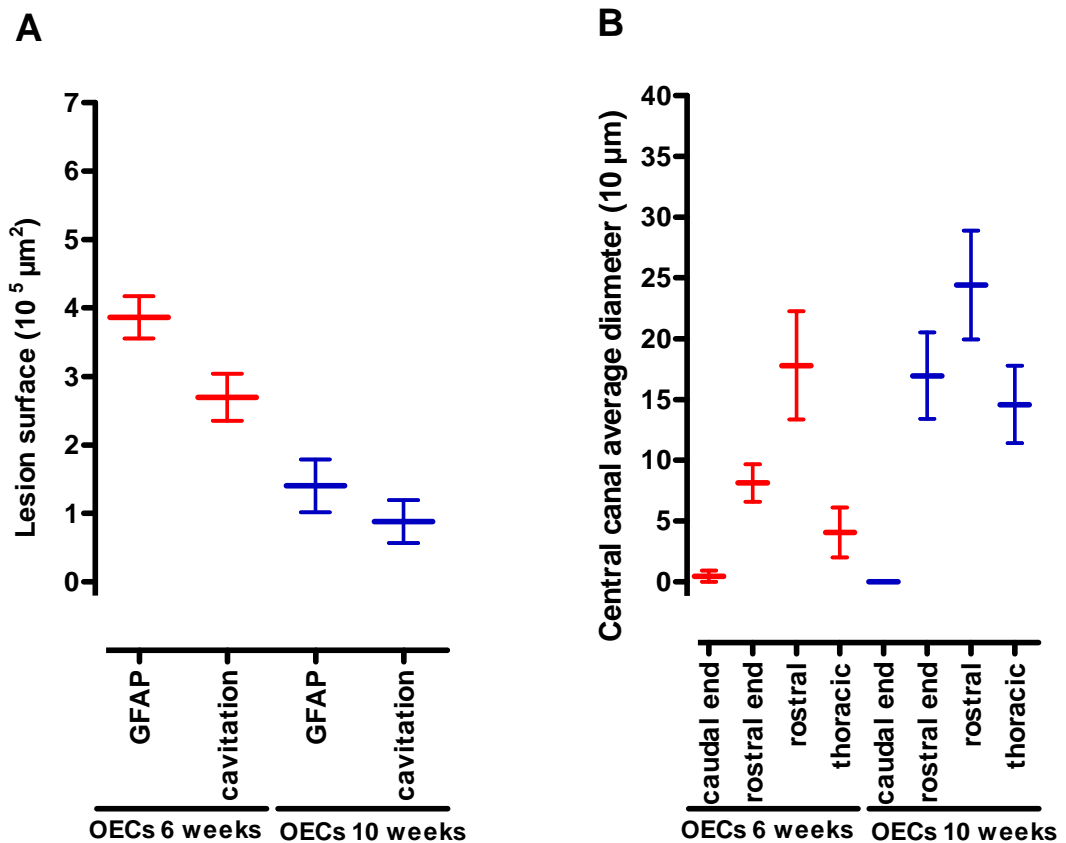 A
Lesion surface (10 5 µm2)
7
6
5
4
3
2
1
0
GFAP
cavitation
GFAP
cavitation
OECs 6 weeks
OECs 10 weeks
B
Central canal average diameter (10 µm)
40
35
30
25
20
15
10
5
0
caudal end
rostral end
rostral
thoracic
caudal end
rostral end
rostral
thoracic
OECs 6 weeks
OECs 10 weeks